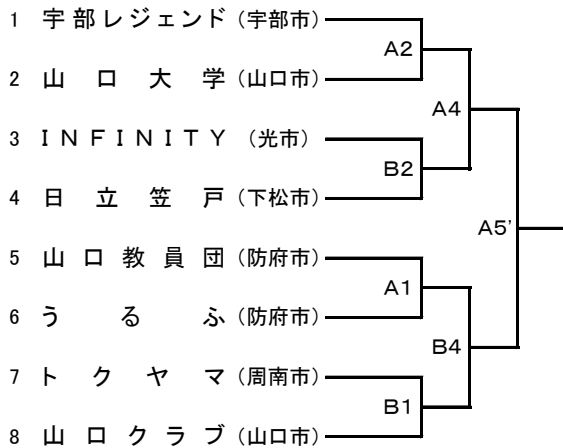 1 宇部レジェンド（宇部市）
A2
2 山口大学（山口市）
A4
3 ＩＮＦＩＮＩＴＹ（光市）
B2
4 日立笠戸（下松市）
A5'
5 山口教員団（防府市）
A1
6 うるふ（防府市）
B4
7 トクヤマ（周南市）
B1
8 山口クラブ（山口市）